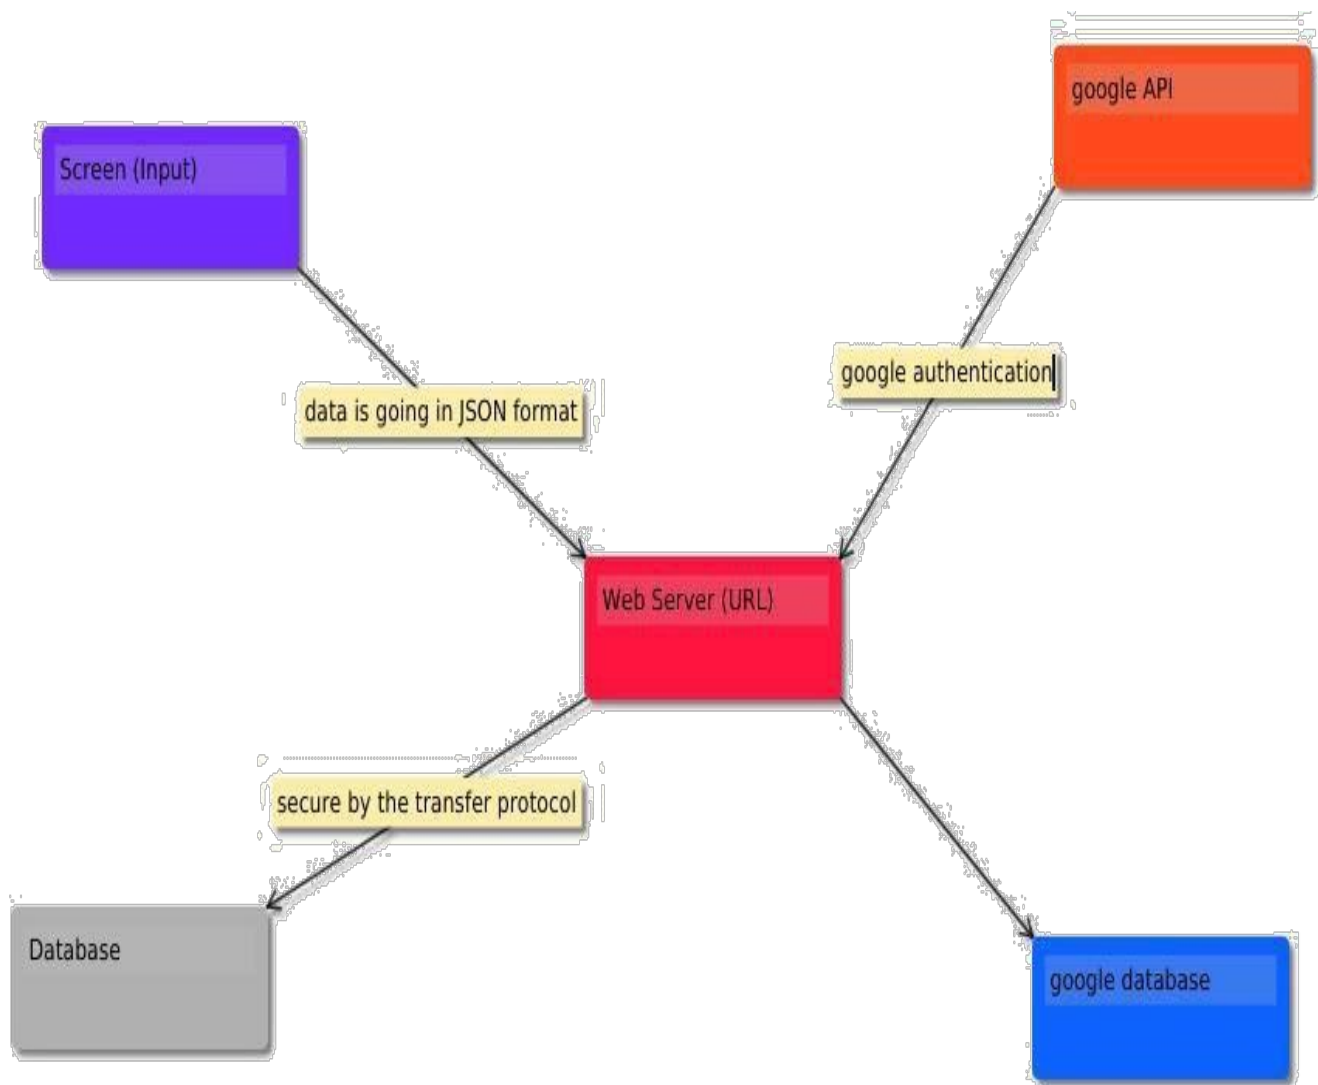 google API
Screen (Input)
google authentication
data is going in JSON format
Web Server (URL)
secure by the transfer protocol
Database
google database